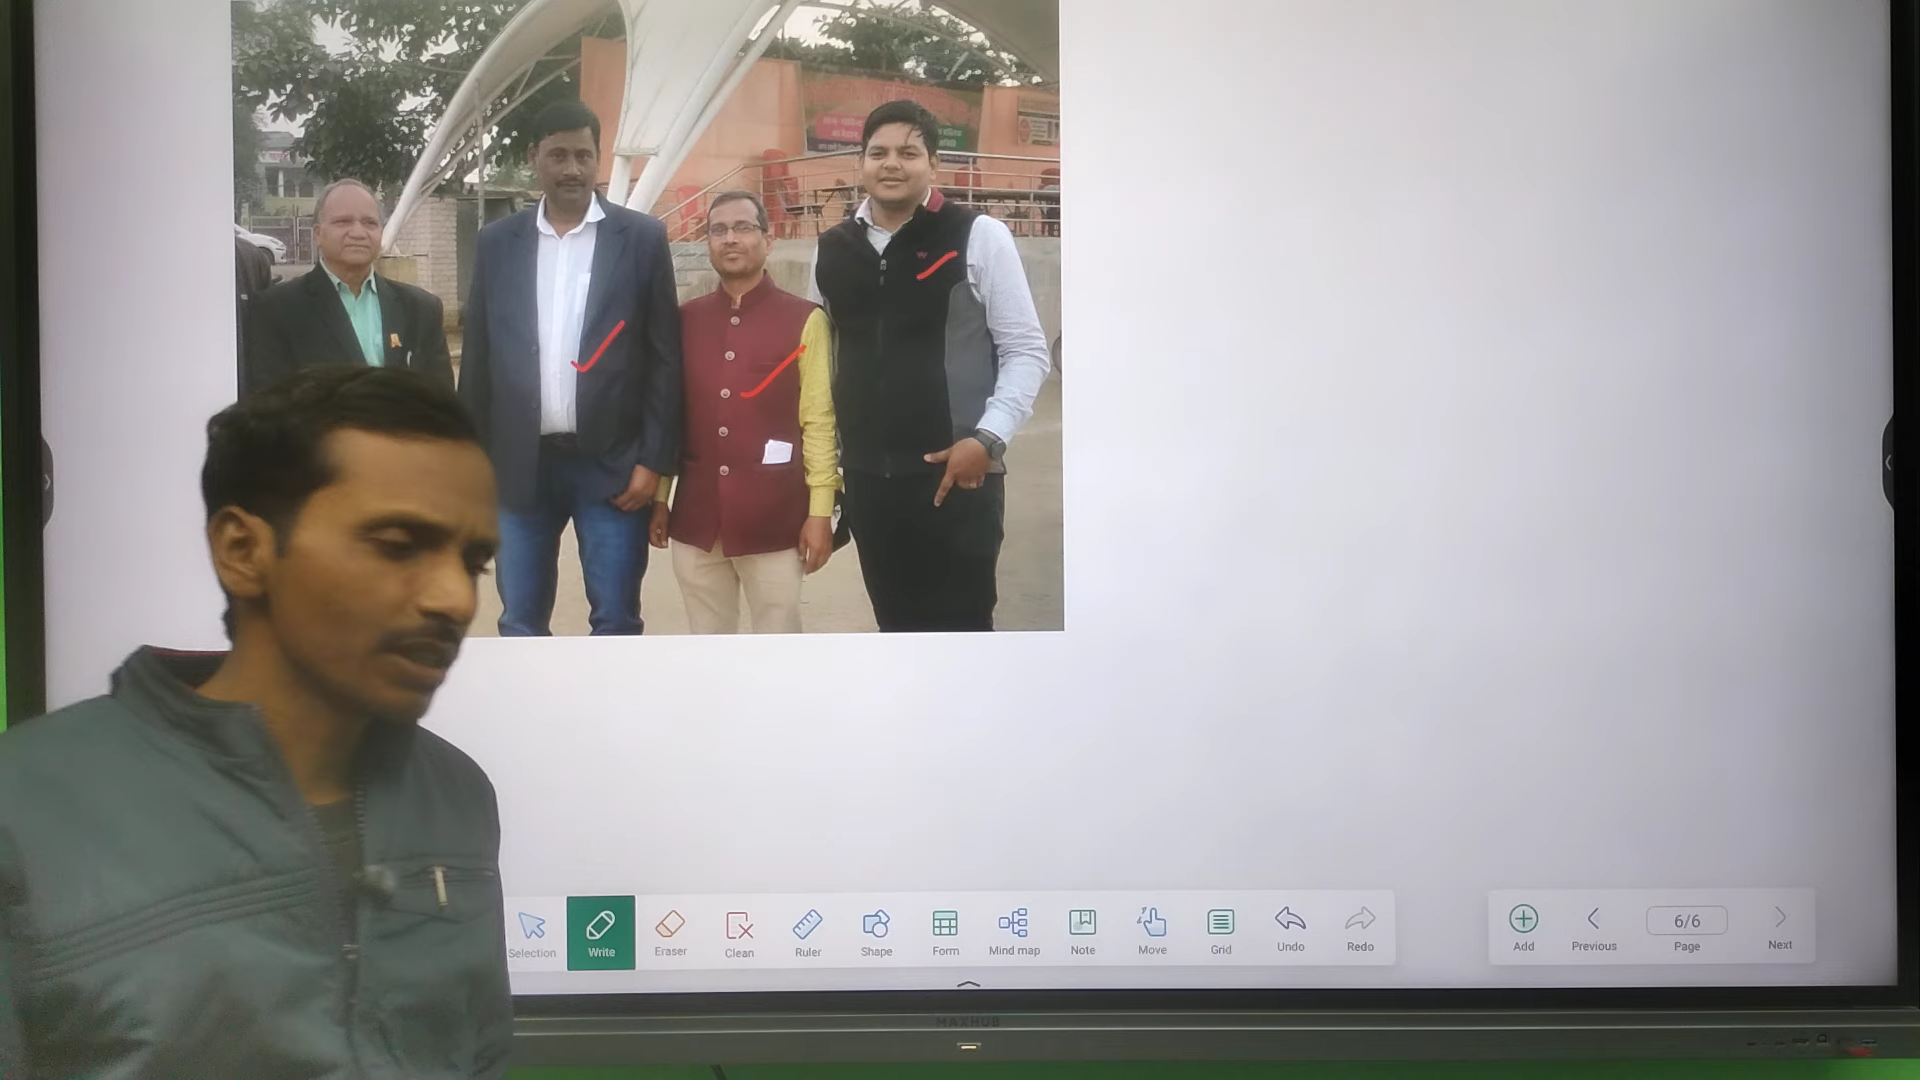 Selection
Write
Eraser
Clean
Ruler
Shape
Form
Mind map
Note
Move
Grid
Undo
Redo
Add
Previous
6/6
Page
Next
MAXHUB